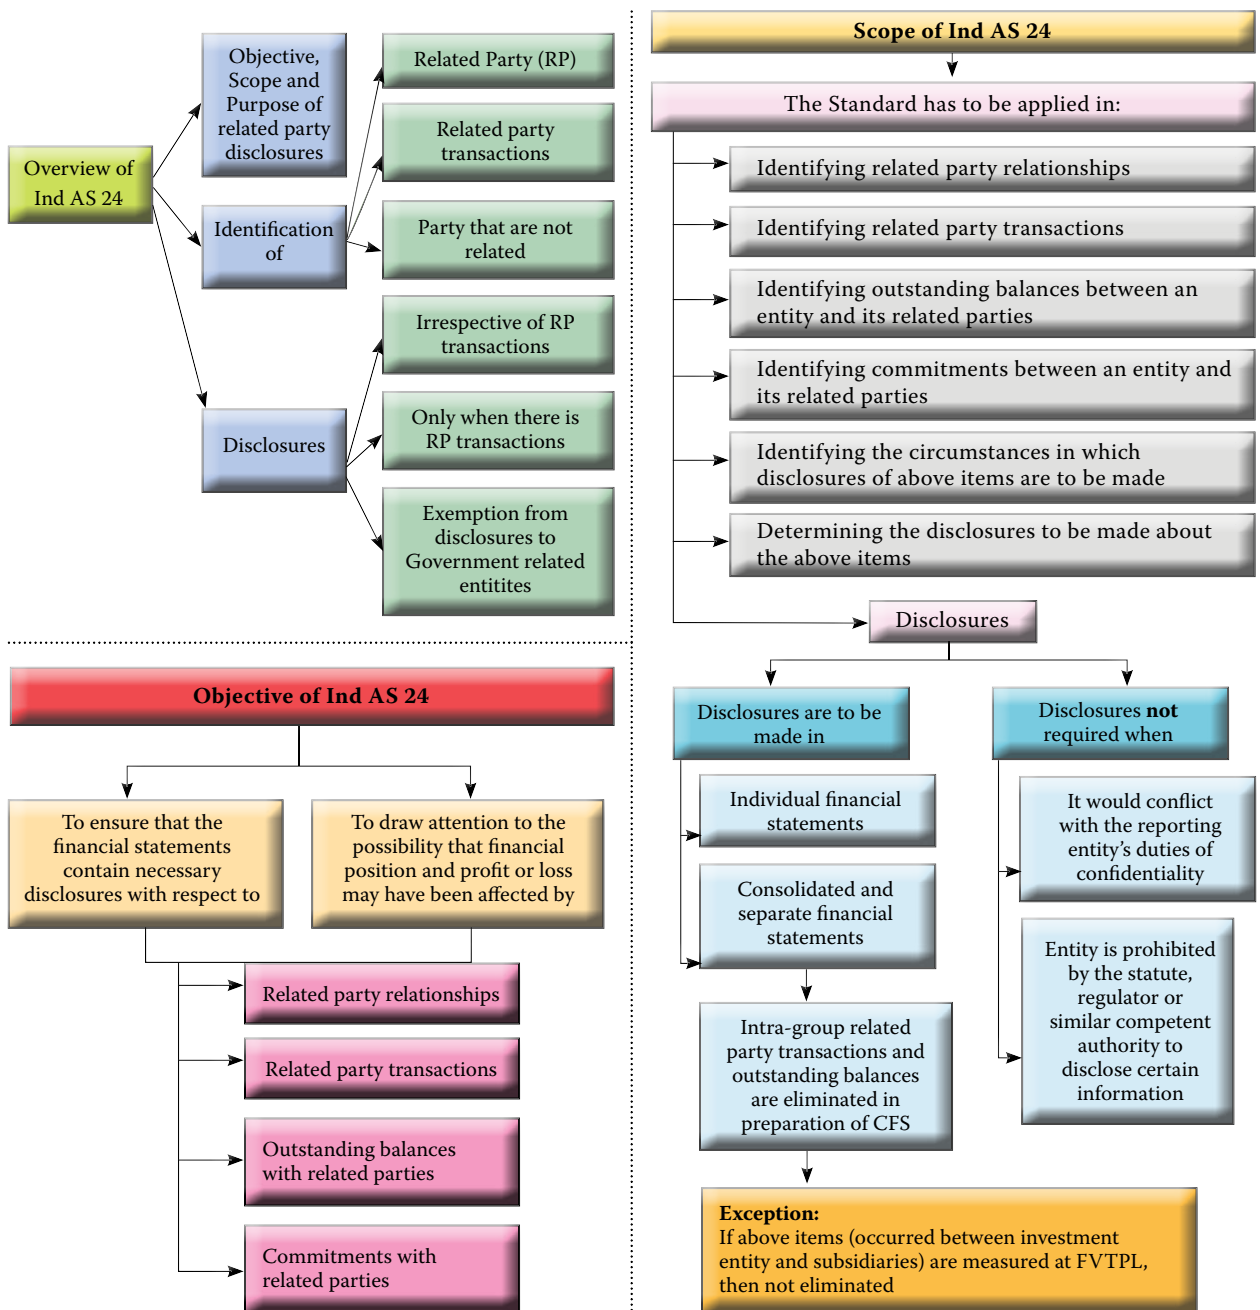 Overview of
Ind AS 24
Objective,
Scope and
Purpose of
related party
disclosures
Identification
of
Disclosures
Related Party (RP)
Related party
transactions
Party that are not
related
Irrespective of RP
transactions
Only when there is
RP transactions
Exemption from
disclosures to
Government related
entitites
Objective of Ind AS 24
To ensure that the
financial statements
contain necessary
disclosures with respect to
To draw attention to the
possibility that financial
position and profit or loss
may have been affected by
Related party relationships
Related party transactions
Outstanding balances
with related parties
Commitments with
related parties
Scope of Ind AS 24
The Standard has to be applied in:
Identifying related party relationships
Identifying related party transactions
Identifying outstanding balances between an
entity and its related parties
Identifying commitments between an entity and
its related parties
Identifying the circumstances in which
disclosures of above items are to be made
Determining the disclosures to be made about
the above items
Disclosures
Disclosures are to be
made in
Individual financial
statements
Consolidated and
separate financial
statements
Intra-group related
party transactions and
outstanding balances
are eliminated in
preparation of CFS
Disclosures not
required when
It would conflict
with the reporting
entity’s duties of
confidentiality
Entity is prohibited
by the statute,
regulator or
similar competent
authority to
disclose certain
information
Exception:
If above items (occurred between investment
entity and subsidiaries) are measured at FVTPL,
then not eliminated